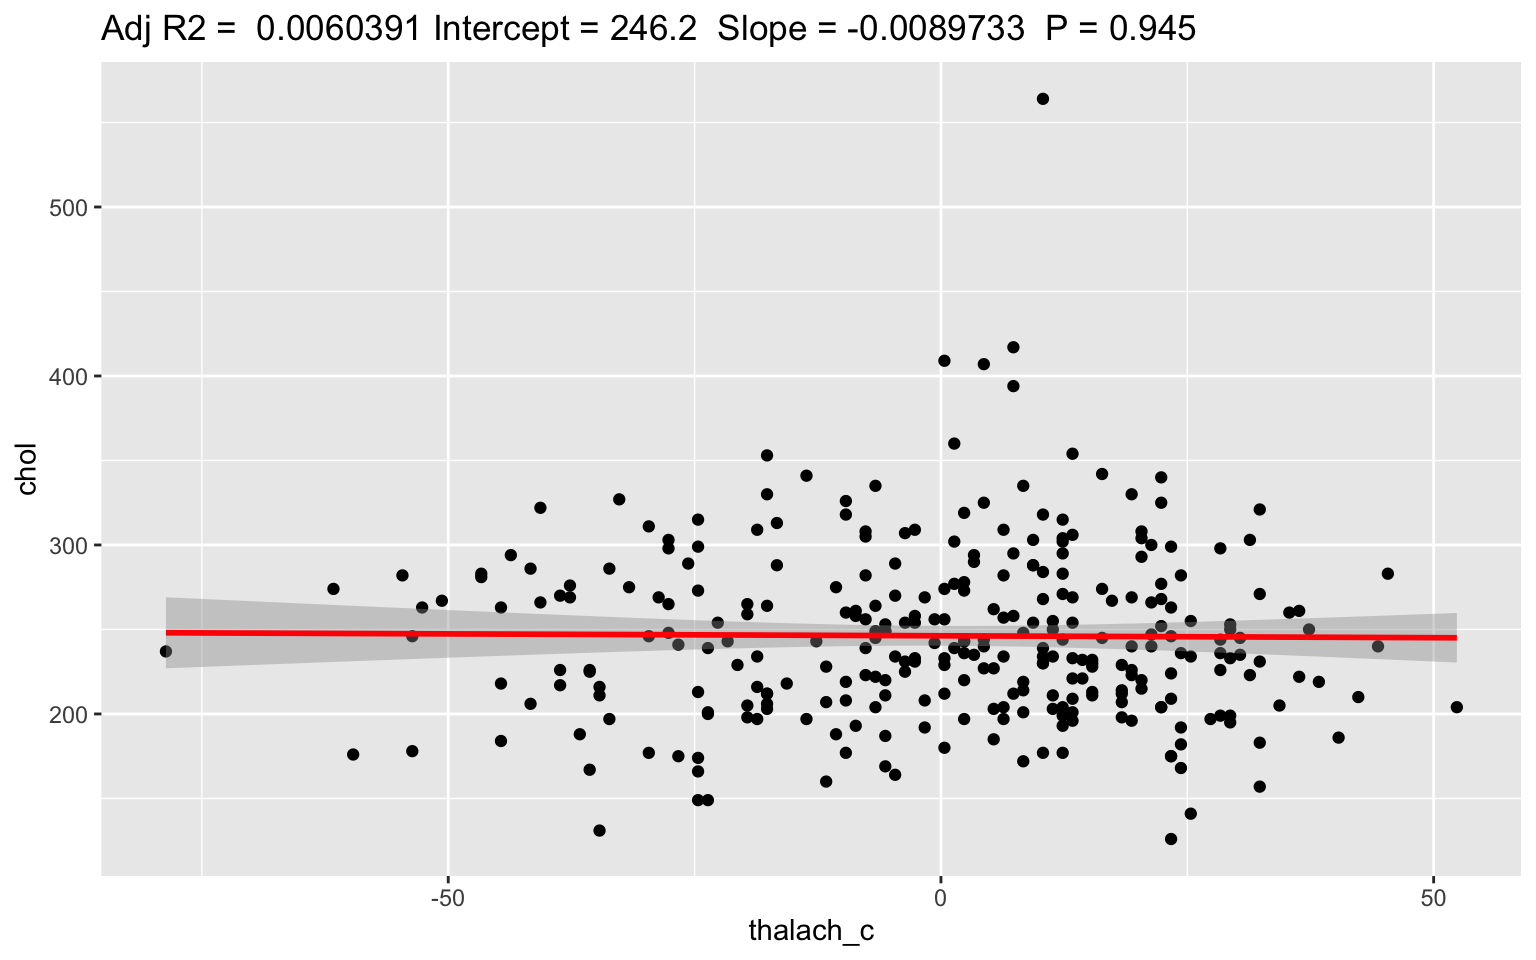 Adj R2 =  0.0060391 Intercept = 246.2  Slope = -0.0089733  P = 0.945
500
400
300
200
chol
-50
0
50
thalach_c